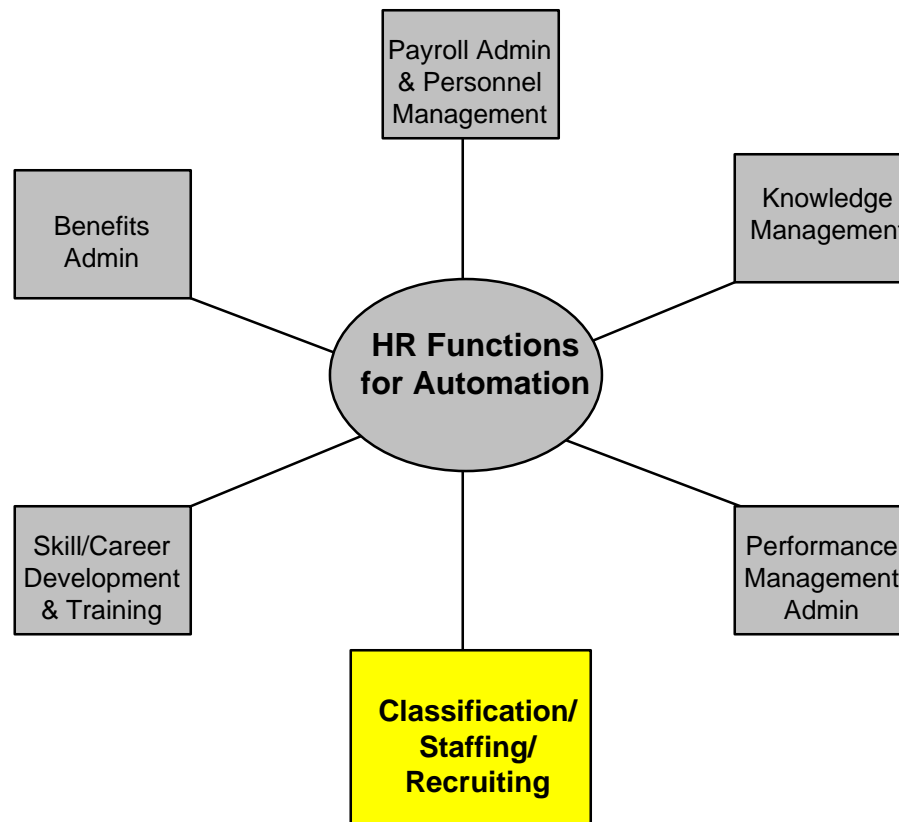 Payroll Admin
& Personnel
Management
Benefits
Admin
Knowledge
Management
HR Functions
for Automation
Skill/Career
Development
& Training
Performance
Management
Admin
Classification/
Staffing/
Recruiting